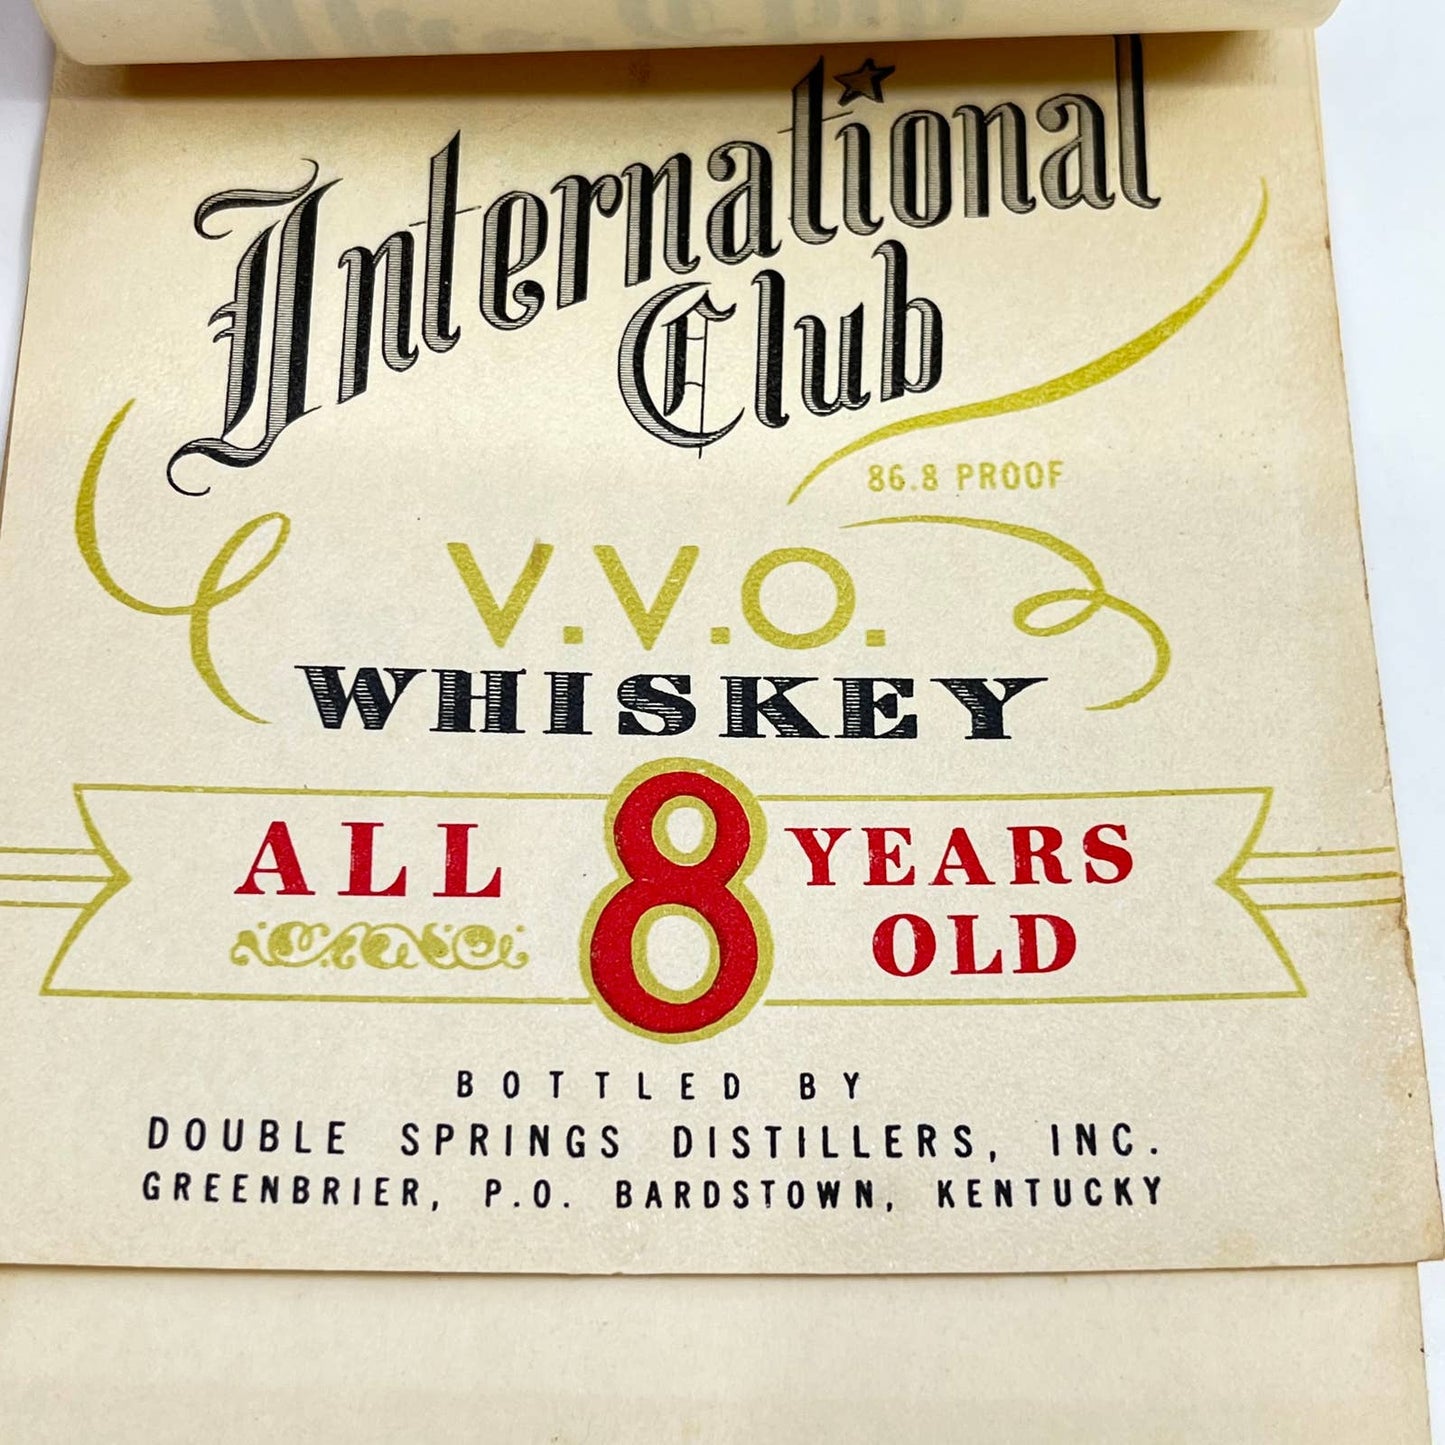 International
Club
86.8 PROOF
V.V.O.
WHISKEY
ALL 8 YEARS
OLD
BOTTLED BY
DOUBLE SPRINGS DISTILLERS, INC.
GREENBRIER, P.O. BARDSTOWN, KENTUCKY